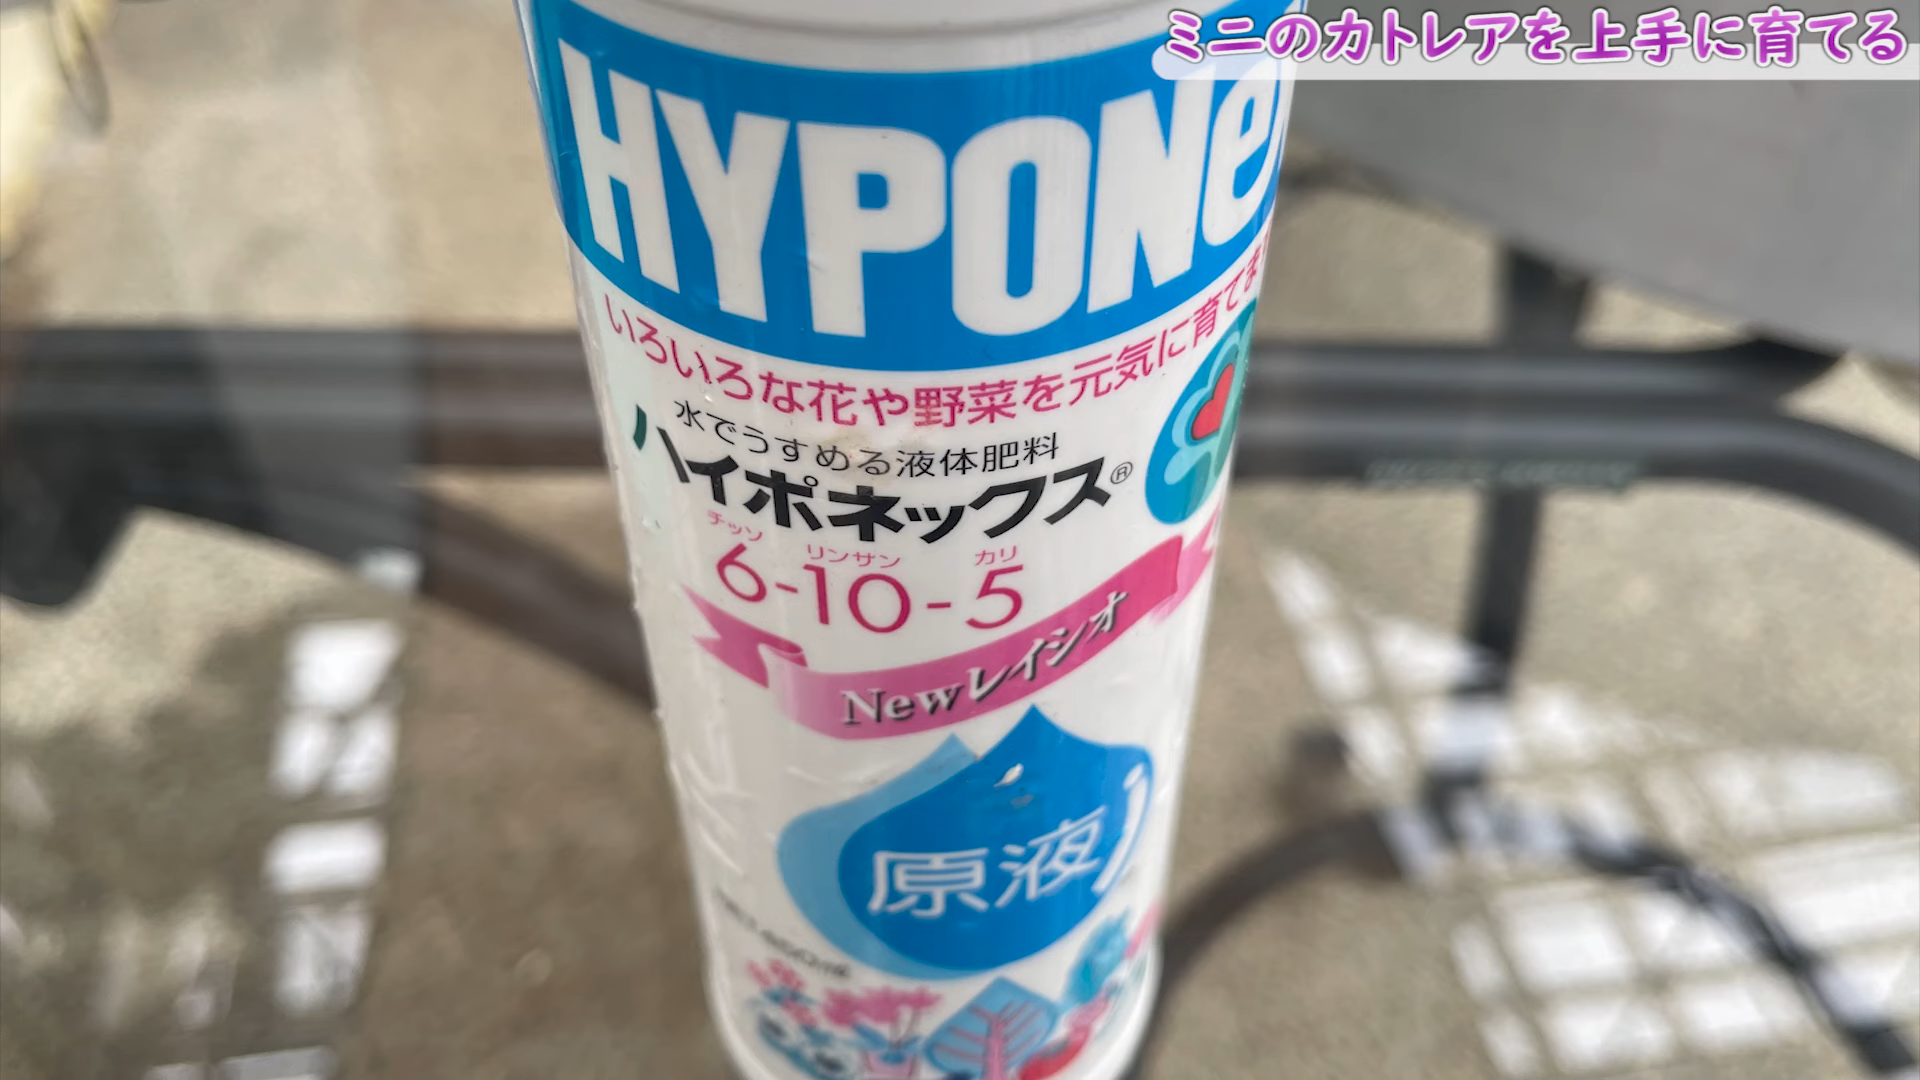 ミニのカトレアを上手に育てる
HYPONeX
いろいろな花や野菜を元気に育てま
水でうすめる液体肥料
ハイポネックス®
チッソ リンサン カリ
6-10-5
Newレイシオ
原液